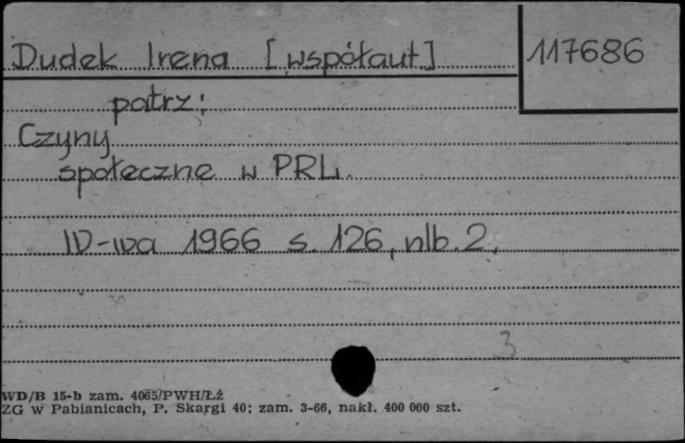 Dudek Irena [współaut]
117686
patrz:
Czyny
społeczne w PRL.
W-wa 1966 s. 126, nlb. 2.
3
WD/B 15-b zam. 4065/PWH/Łź
ZG w Pabianicach, P. Skargi 40; zam. 3-66, nakł. 400 000 szt.